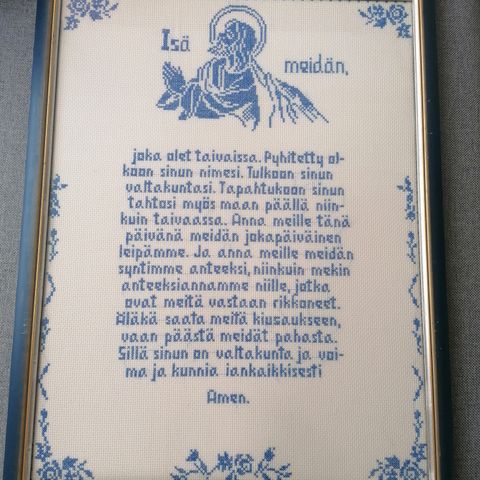 Isä
meidän,
joka olet taivaissa. Pyhitetty ol-
koon sinun nimesi. Tulkoon sinun
valtakuntasi. Tapahtukoon sinun
tahtosi myös maan päällä niin-
kuin taivaassa. Anna meille tänä
päivänä meidän jokapäiväinen
leipämme. Ja anna meille meidän
syntimme anteeksi, niinkuin mekin
anteeksiannamme niille, jotka
ovat meitä vastaan rikkoneet.
Äläkä saata meitä kiusaukseen,
vaan päästä meidät pahasta.
Sillä sinun on valtakunta ja voi-
ma ja kunnia iankaikkisesti
Amen.